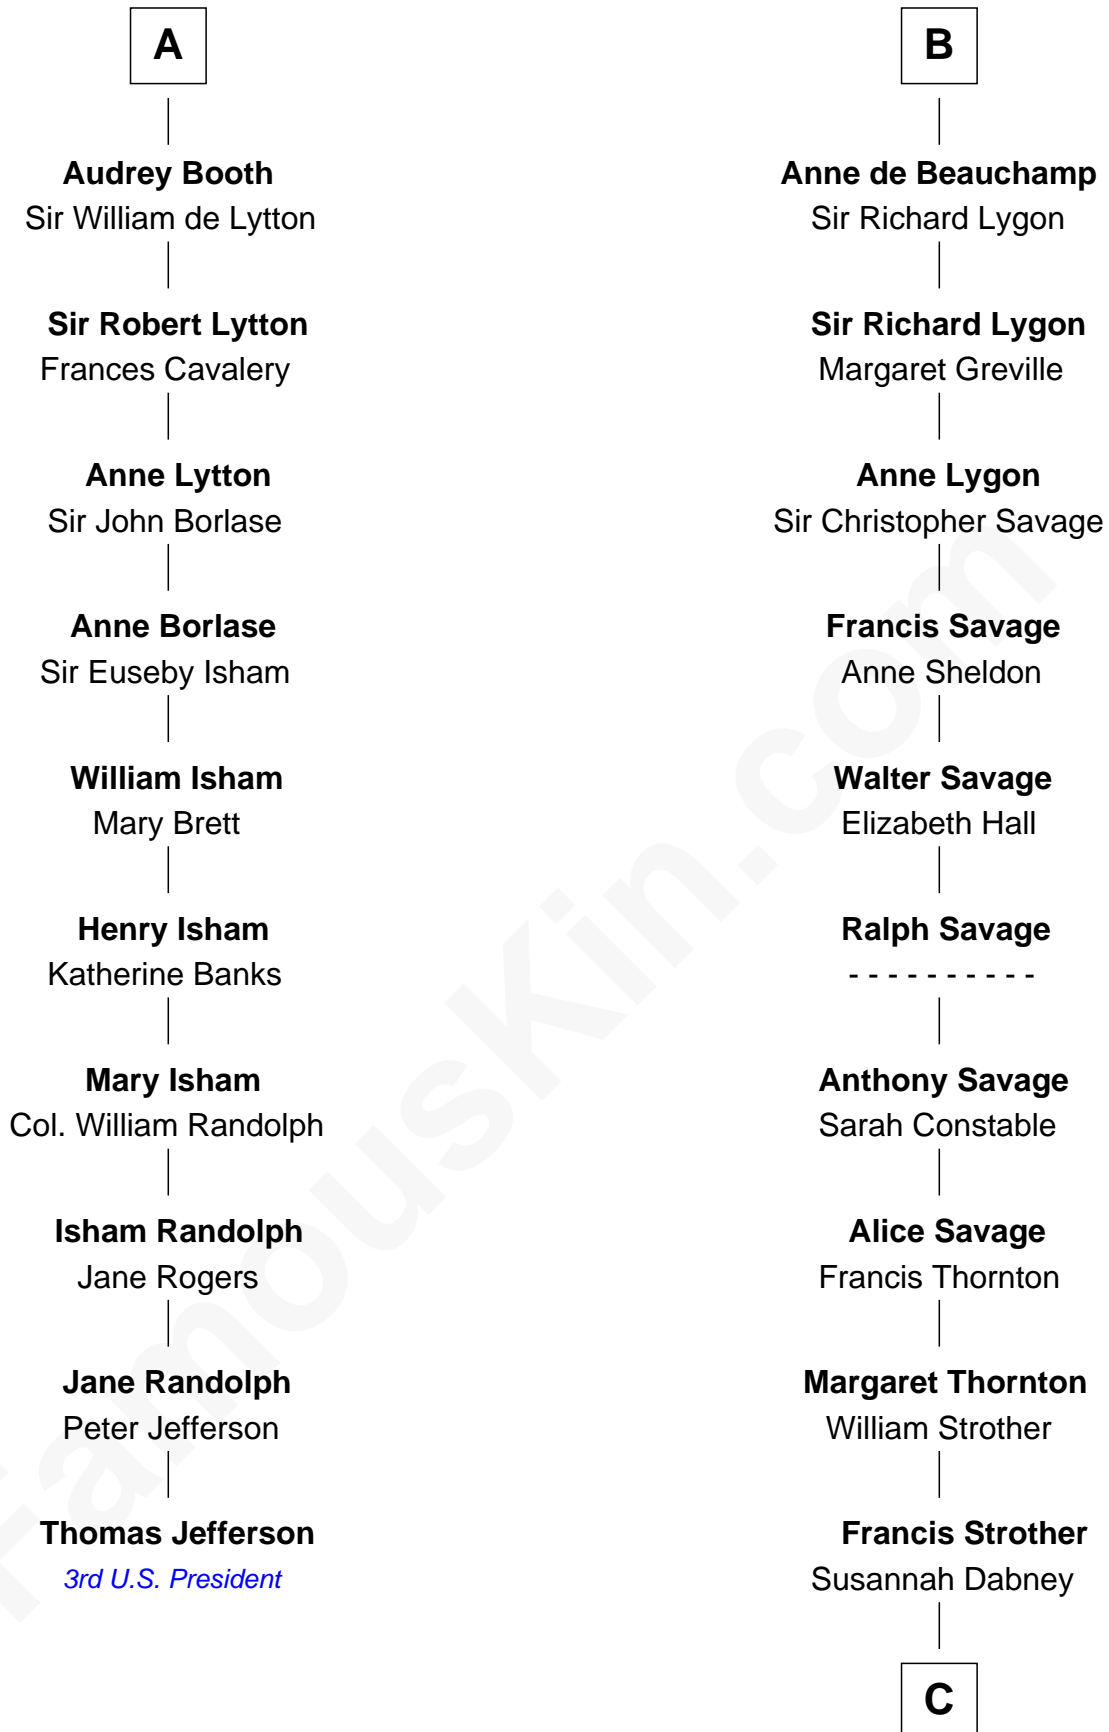 A
Audrey Booth
Sir William de Lytton
Sir Robert Lytton
Frances Cavalery
Anne Lytton
Sir John Borlase
Anne Borlase
Sir Euseby Isham
William Isham
Mary Brett
Henry Isham
Katherine Banks
Mary Isham
Col. William Randolph
Isham Randolph
Jane Rogers
Jane Randolph
Peter Jefferson
Thomas Jefferson
3rd U.S. President
B
Anne de Beauchamp
Sir Richard Lygon
Sir Richard Lygon
Margaret Greville
Anne Lygon
Sir Christopher Savage
Francis Savage
Anne Sheldon
Walter Savage
Elizabeth Hall
Ralph Savage
- - - - - - - - - -
Anthony Savage
Sarah Constable
Alice Savage
Francis Thornton
Margaret Thornton
William Strother
Francis Strother
Susannah Dabney
C
FamousKin.com